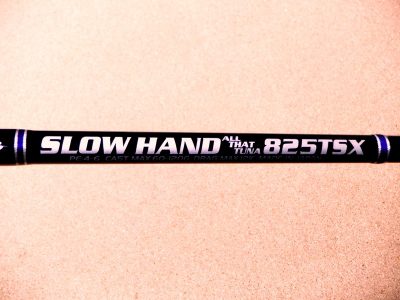 SLOW HAND ALL THAT TUNA 825TSX
PE 4-6 CAST MAX